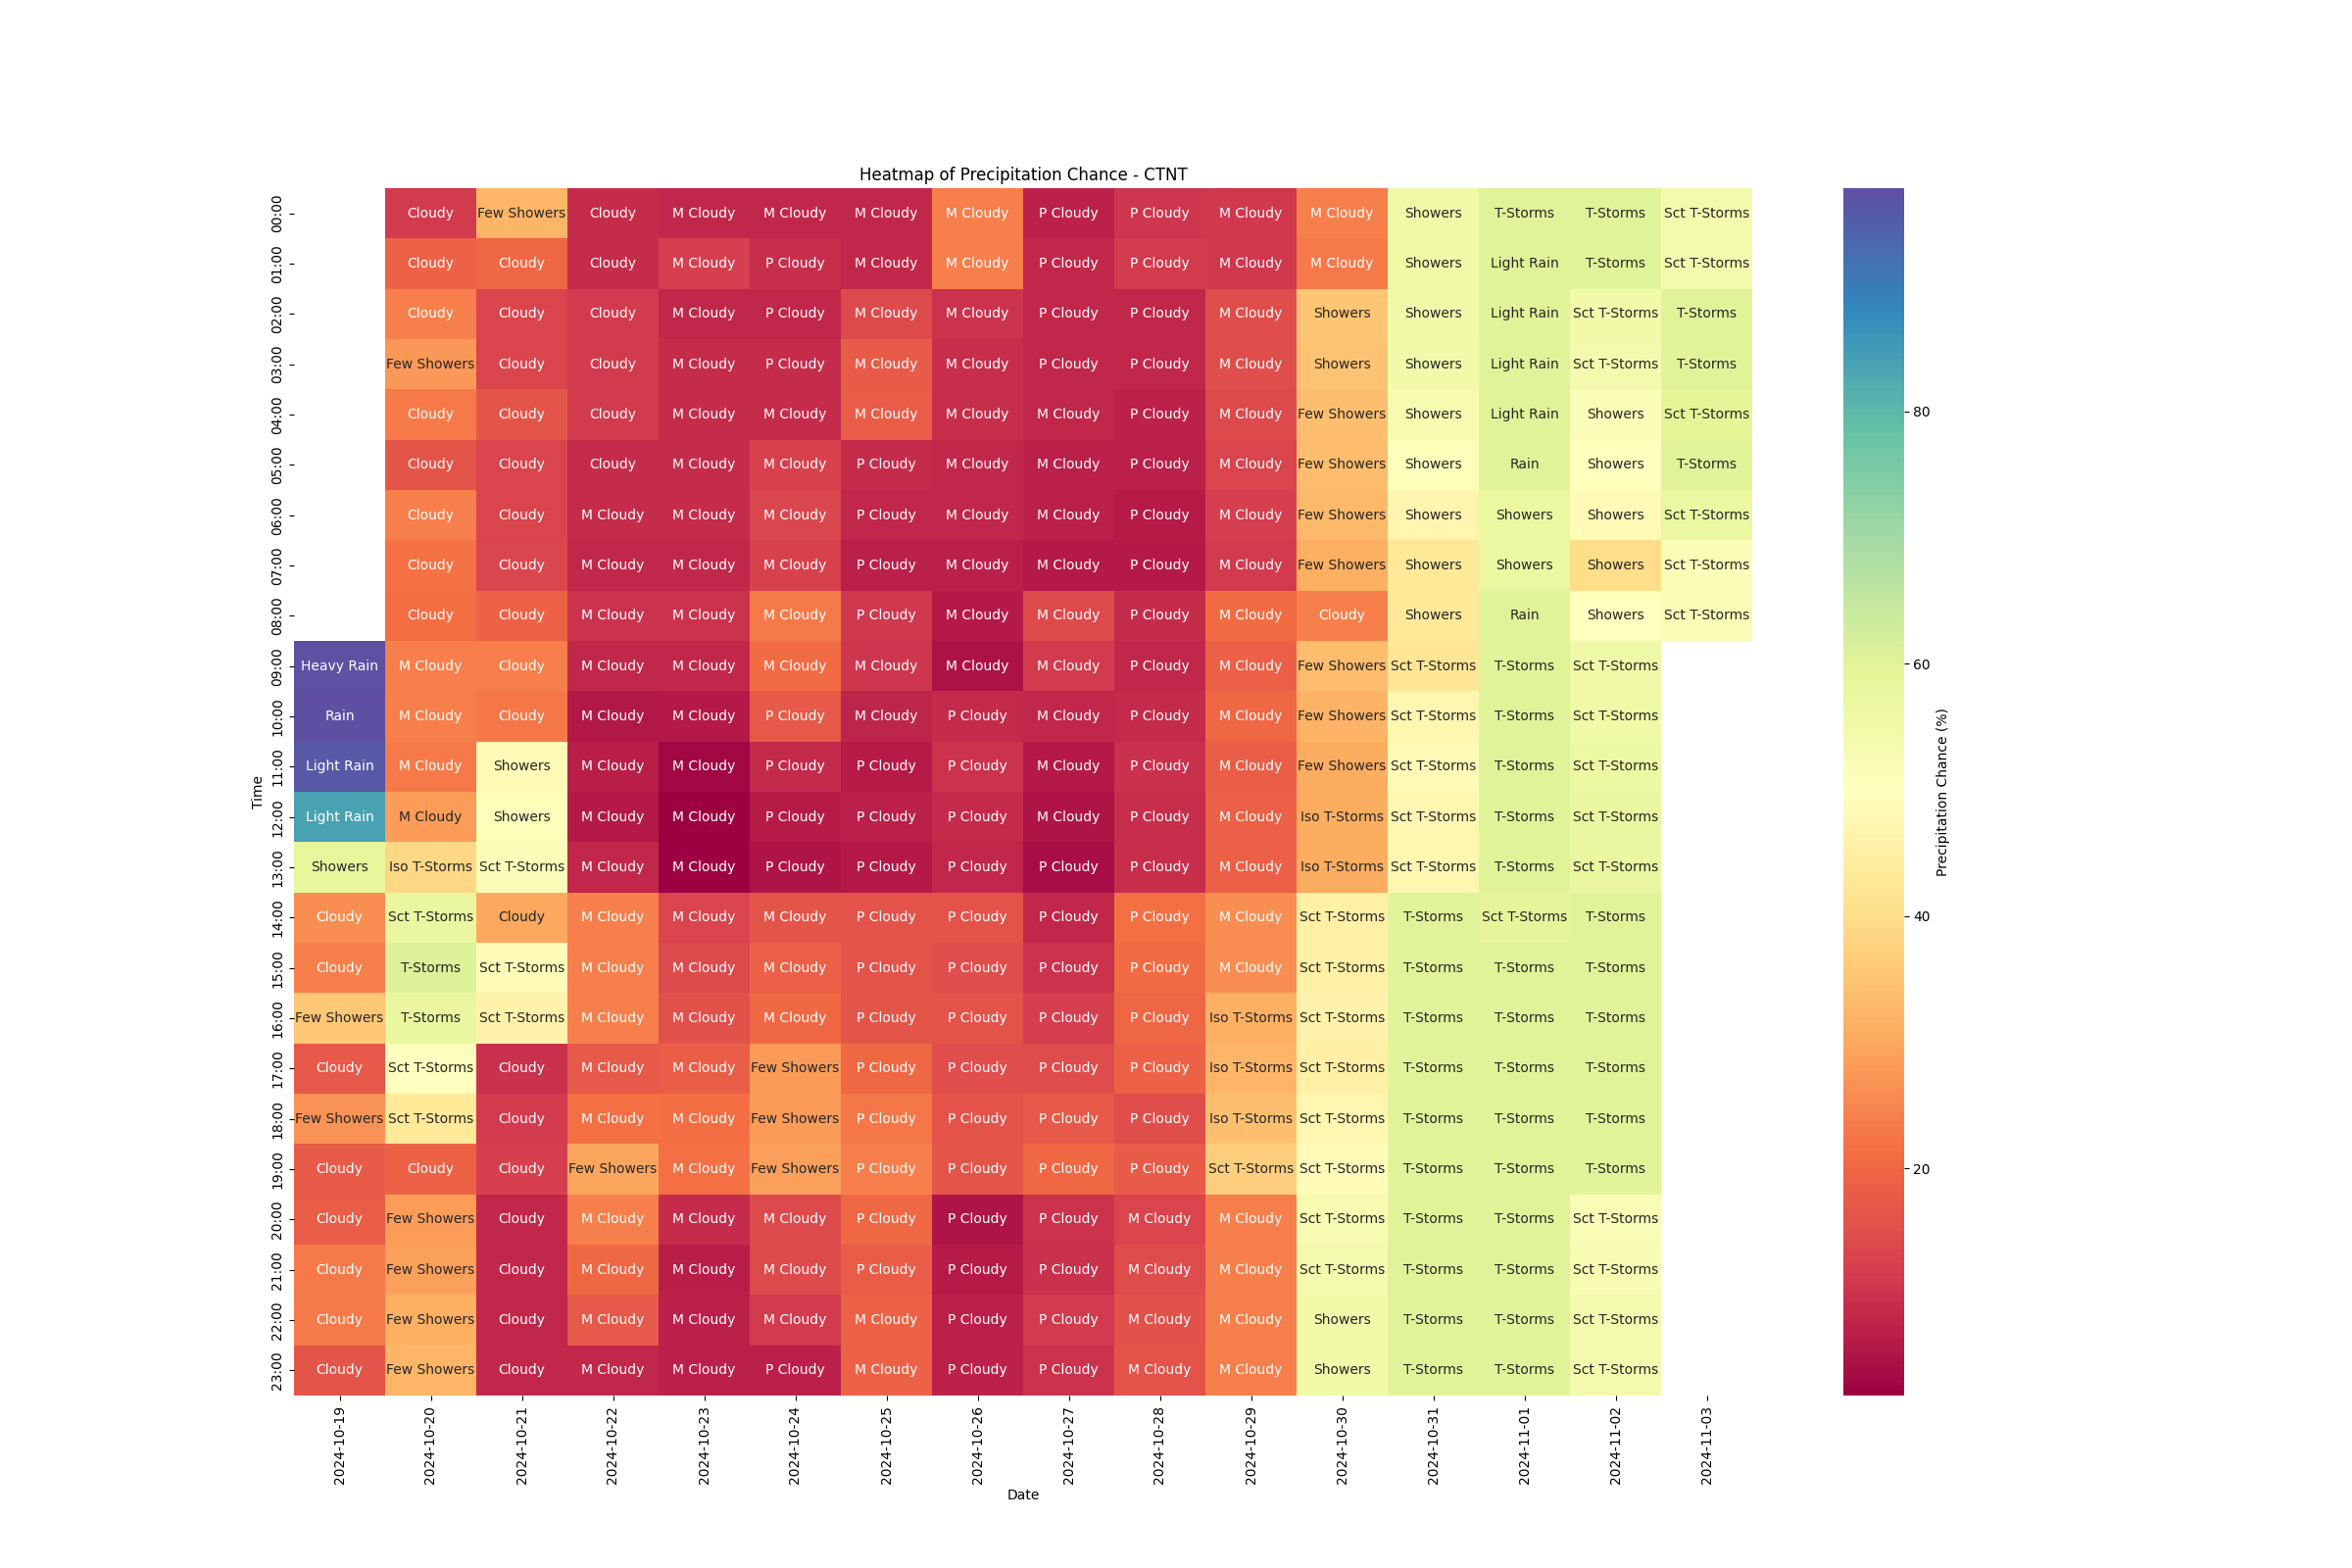 Heatmap of Precipitation Chance - CTNT
00:00 Cloudy Few Showers Cloudy M Cloudy M Cloudy M Cloudy M Cloudy P Cloudy P Cloudy M Cloudy M Cloudy Showers T-Storms T-Storms Sct T-Storms
01:00 Cloudy Cloudy Cloudy M Cloudy P Cloudy M Cloudy M Cloudy P Cloudy P Cloudy M Cloudy M Cloudy Showers Light Rain T-Storms Sct T-Storms
02:00 Cloudy Cloudy Cloudy M Cloudy P Cloudy M Cloudy M Cloudy P Cloudy P Cloudy M Cloudy Showers Showers Light Rain Sct T-Storms T-Storms
03:00 Few Showers Cloudy Cloudy M Cloudy P Cloudy M Cloudy M Cloudy P Cloudy P Cloudy M Cloudy Showers Showers Light Rain Sct T-Storms T-Storms
04:00 Cloudy Cloudy Cloudy M Cloudy M Cloudy M Cloudy M Cloudy M Cloudy P Cloudy M Cloudy Few Showers Showers Light Rain Showers Sct T-Storms
80
05:00 Cloudy Cloudy Cloudy M Cloudy M Cloudy P Cloudy M Cloudy M Cloudy P Cloudy M Cloudy Few Showers Showers Rain Showers T-Storms
06:00 Cloudy Cloudy M Cloudy M Cloudy M Cloudy P Cloudy M Cloudy M Cloudy P Cloudy M Cloudy Few Showers Showers Showers Showers Sct T-Storms
07:00 Cloudy Cloudy M Cloudy M Cloudy M Cloudy P Cloudy M Cloudy M Cloudy P Cloudy M Cloudy Few Showers Showers Showers Showers Sct T-Storms
08:00 Cloudy Cloudy M Cloudy M Cloudy M Cloudy P Cloudy M Cloudy M Cloudy P Cloudy M Cloudy Cloudy Showers Rain Showers Sct T-Storms
09:00 Heavy Rain M Cloudy Cloudy M Cloudy M Cloudy M Cloudy M Cloudy M Cloudy M Cloudy P Cloudy M Cloudy Few Showers Sct T-Storms T-Storms Sct T-Storms
60
10:00 Rain M Cloudy Cloudy M Cloudy M Cloudy P Cloudy M Cloudy P Cloudy M Cloudy P Cloudy M Cloudy Few Showers Sct T-Storms T-Storms Sct T-Storms
11:00 Light Rain M Cloudy Showers M Cloudy M Cloudy P Cloudy P Cloudy P Cloudy M Cloudy P Cloudy M Cloudy Few Showers Sct T-Storms T-Storms Sct T-Storms
Time
Precipitation Chance (%)
12:00 Light Rain M Cloudy Showers M Cloudy M Cloudy P Cloudy P Cloudy P Cloudy M Cloudy P Cloudy M Cloudy Iso T-Storms Sct T-Storms T-Storms Sct T-Storms
13:00 Showers Iso T-Storms Sct T-Storms M Cloudy M Cloudy P Cloudy P Cloudy P Cloudy P Cloudy P Cloudy M Cloudy Iso T-Storms Sct T-Storms T-Storms Sct T-Storms
14:00 Cloudy Sct T-Storms Cloudy M Cloudy M Cloudy M Cloudy P Cloudy P Cloudy P Cloudy P Cloudy M Cloudy Sct T-Storms T-Storms Sct T-Storms T-Storms
40
15:00 Cloudy T-Storms Sct T-Storms M Cloudy M Cloudy M Cloudy P Cloudy P Cloudy P Cloudy P Cloudy M Cloudy Sct T-Storms T-Storms T-Storms T-Storms
16:00 Few Showers T-Storms Sct T-Storms M Cloudy M Cloudy M Cloudy P Cloudy P Cloudy P Cloudy P Cloudy Iso T-Storms Sct T-Storms T-Storms T-Storms T-Storms
17:00 Cloudy Sct T-Storms Cloudy M Cloudy M Cloudy Few Showers P Cloudy P Cloudy P Cloudy P Cloudy Iso T-Storms Sct T-Storms T-Storms T-Storms T-Storms
18:00 Few Showers Sct T-Storms Cloudy M Cloudy M Cloudy Few Showers P Cloudy P Cloudy P Cloudy P Cloudy Iso T-Storms Sct T-Storms T-Storms T-Storms T-Storms
19:00 Cloudy Cloudy Cloudy Few Showers M Cloudy Few Showers P Cloudy P Cloudy P Cloudy P Cloudy Sct T-Storms Sct T-Storms T-Storms T-Storms T-Storms
20
20:00 Cloudy Few Showers Cloudy M Cloudy M Cloudy M Cloudy P Cloudy P Cloudy P Cloudy M Cloudy M Cloudy Sct T-Storms T-Storms T-Storms Sct T-Storms
21:00 Cloudy Few Showers Cloudy M Cloudy M Cloudy M Cloudy P Cloudy P Cloudy P Cloudy M Cloudy M Cloudy Sct T-Storms T-Storms T-Storms Sct T-Storms
22:00 Cloudy Few Showers Cloudy M Cloudy M Cloudy M Cloudy M Cloudy P Cloudy P Cloudy M Cloudy M Cloudy Showers T-Storms T-Storms Sct T-Storms
23:00 Cloudy Few Showers Cloudy M Cloudy M Cloudy P Cloudy M Cloudy P Cloudy P Cloudy M Cloudy M Cloudy Showers T-Storms T-Storms Sct T-Storms
2024-10-19 2024-10-20 2024-10-21 2024-10-22 2024-10-23 2024-10-24 2024-10-25 2024-10-26 2024-10-27 2024-10-28 2024-10-29 2024-10-30 2024-10-31 2024-11-01 2024-11-02 2024-11-03
Date